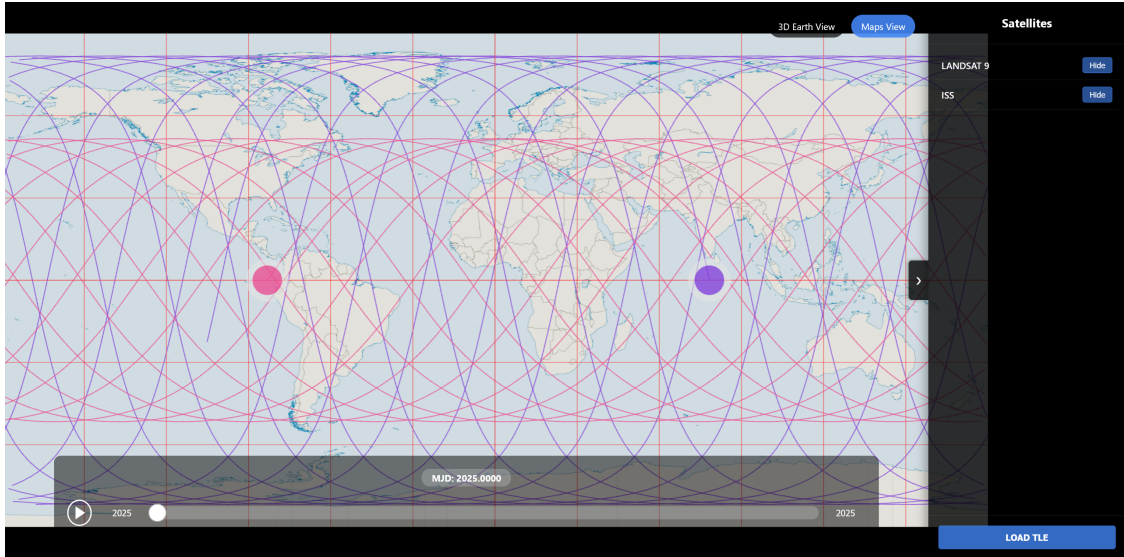 3D Earth View
Maps View
Satellites
LANDSAT 9
Hide
ISS
Hide
❯
MJD: 2025.0000
2025
2025
LOAD TLE